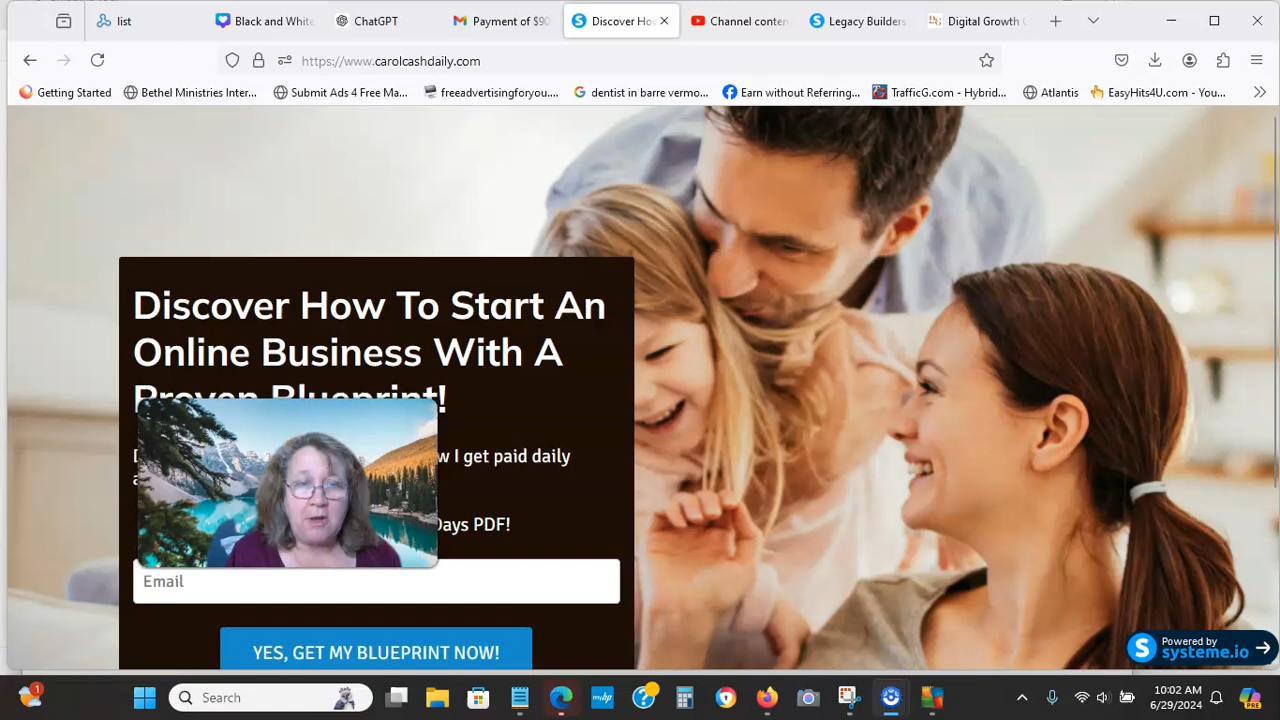 list
Black and White
ChatGPT
Payment of $90
Discover How
Channel conten
Legacy Builders
Digital Growth
https://www.carolcashdaily.com
Getting Started
Bethel Ministries Inter...
Submit Ads 4 Free Ma...
freeadvertisingforyou....
dentist in barre vermo...
Earn without Referring...
TrafficG.com - Hybrid...
Atlantis
EasyHits4U.com - You...
Discover How To Start An
Online Business With A
Proven Blueprint!
w I get paid daily
Days PDF!
Email
YES, GET MY BLUEPRINT NOW!
Powered by
systeme.io
1
Search
myhp
10:02 AM
6/29/2024
PRE